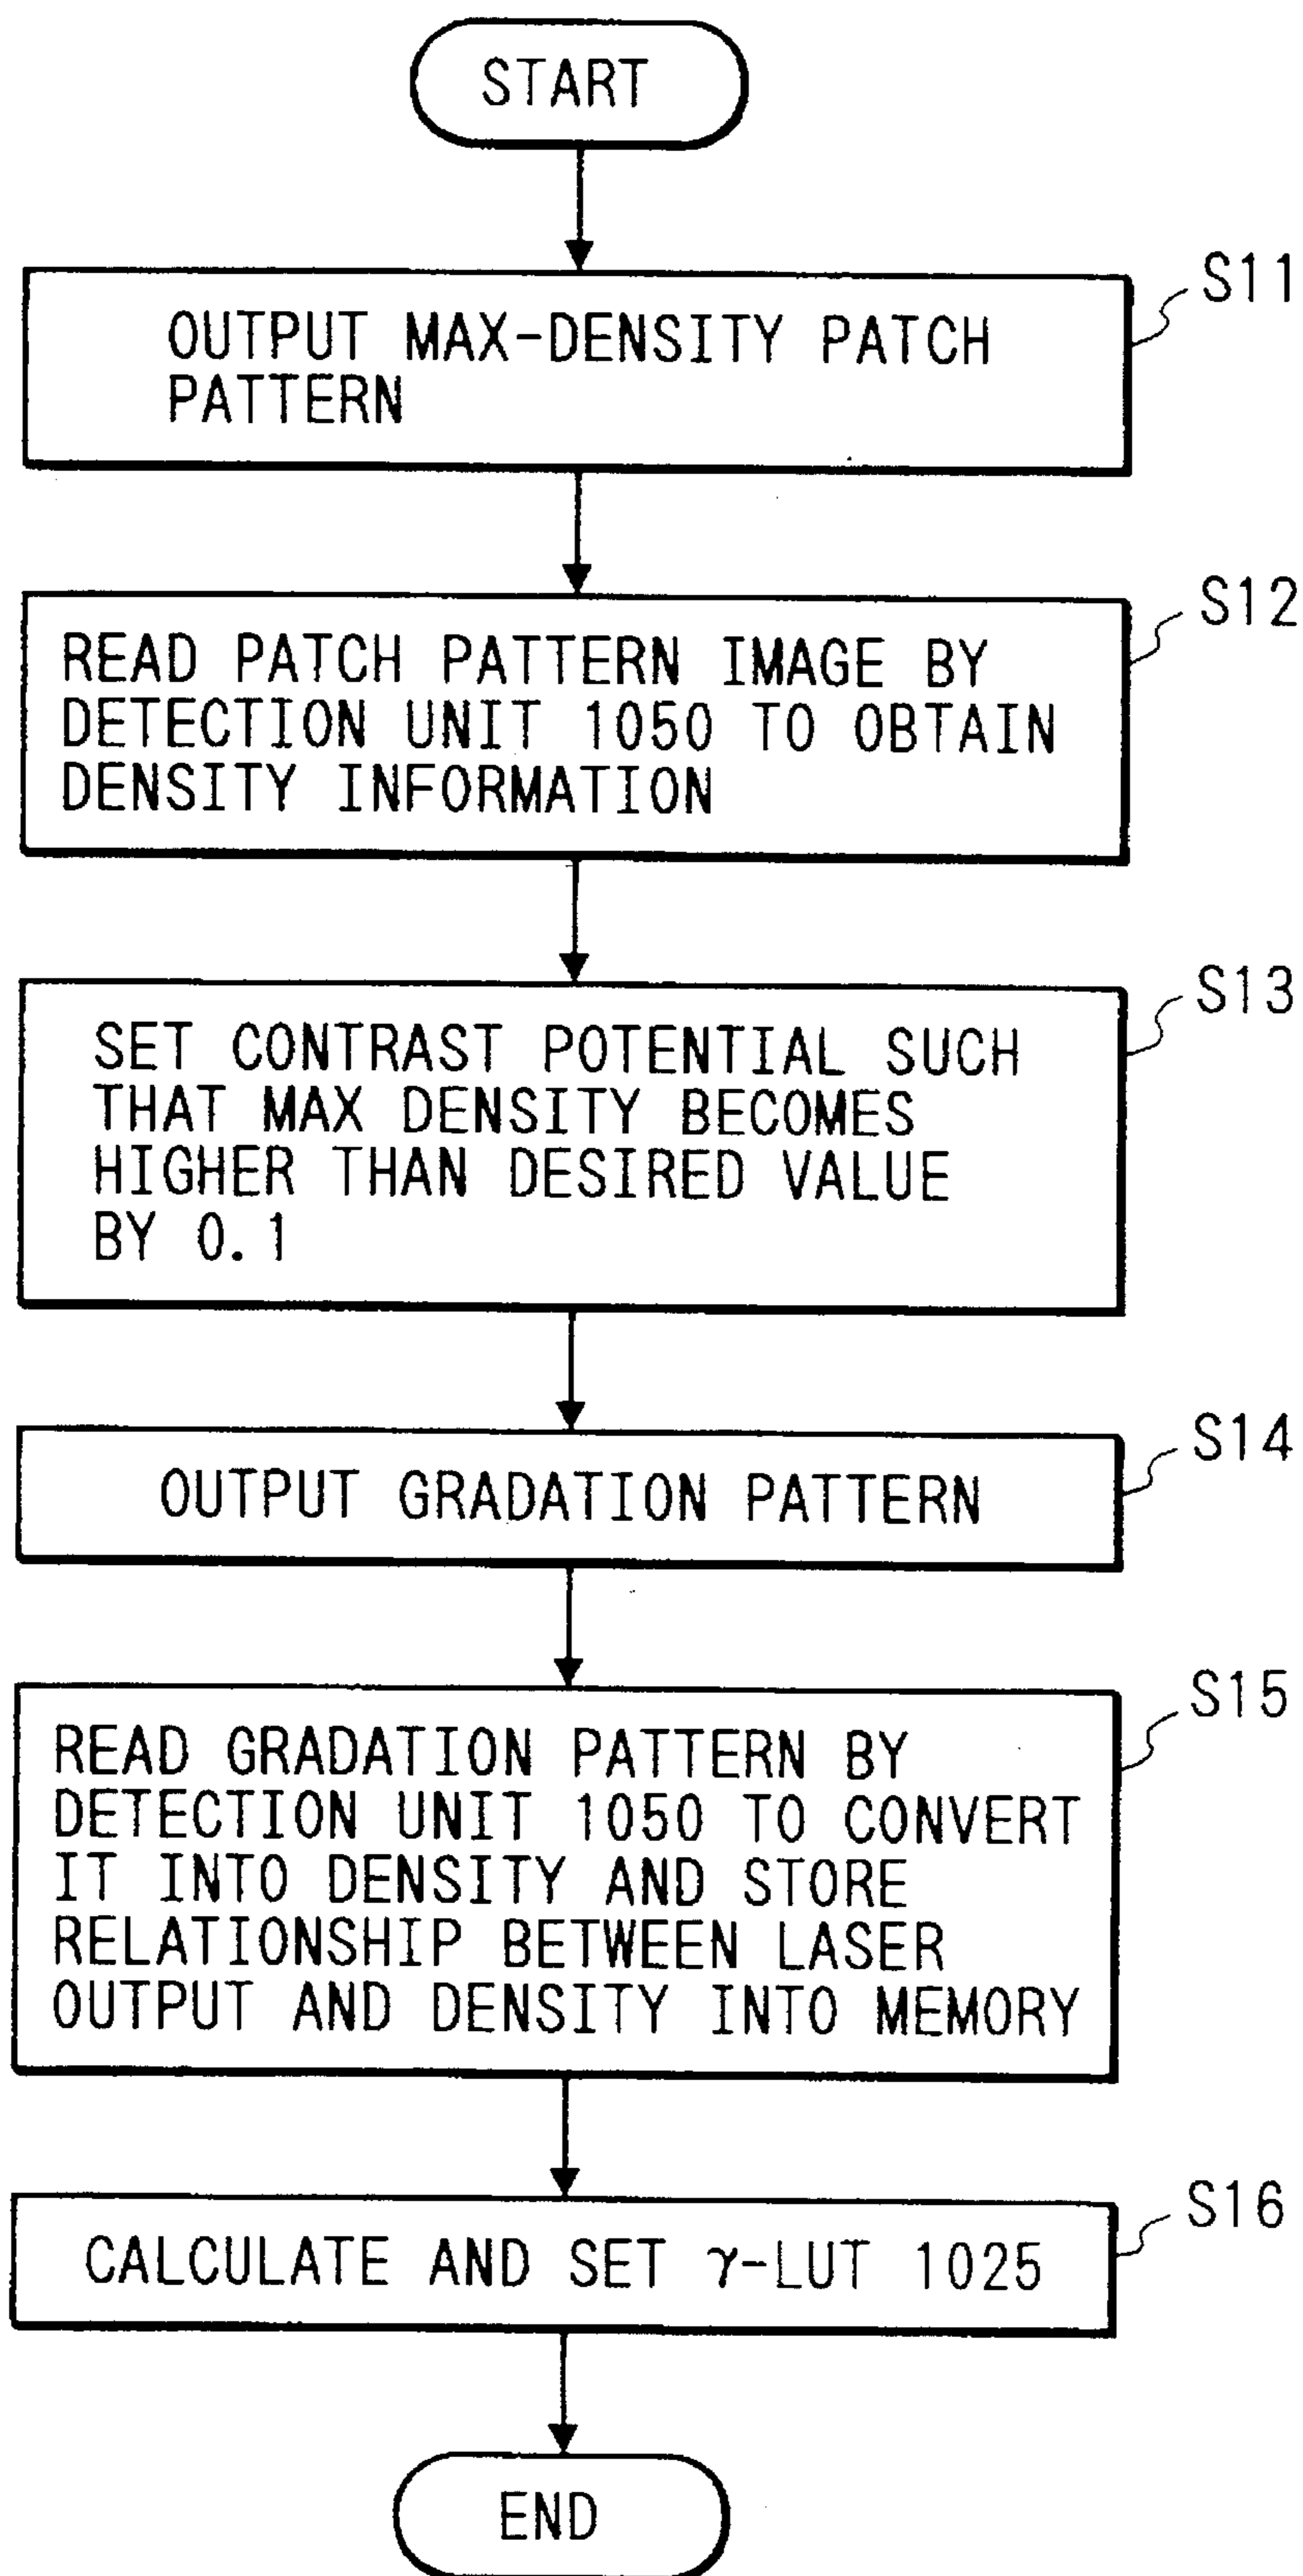 START
S11
OUTPUT MAX-DENSITY PATCH
PATTERN
S12
READ PATCH PATTERN IMAGE BY
DETECTION UNIT 1050 TO OBTAIN
DENSITY INFORMATION
S13
SET CONTRAST POTENTIAL SUCH
THAT MAX DENSITY BECOMES
HIGHER THAN DESIRED VALUE
BY 0.1
S14
OUTPUT GRADATION PATTERN
S15
READ GRADATION PATTERN BY
DETECTION UNIT 1050 TO CONVERT
IT INTO DENSITY AND STORE
RELATIONSHIP BETWEEN LASER
OUTPUT AND DENSITY INTO MEMORY
S16
CALCULATE AND SET γ-LUT 1025
END